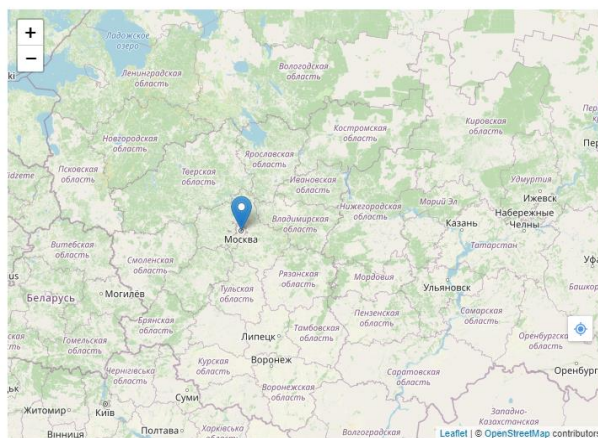 +
−
Ладожское
озеро
Ленинградская
область
Вологодская
область
Костромская
область
Кировская
область
Новгородская
область
Ярославская
область
Псковская
область
Тверская
область
Ивановская
область
Удмуртия
Ижевск
Нижегородская
область
Марий Эл
Набережные
Челны
Казань
Владимирская
область
Москва
Витебская
область
Смоленская
область
Татарстан
Рязанская
область
Мордовия
Ульяновск
Беларусь
Могилёв
Тульская
область
Брянская
область
Пензенская
область
Самарская
область
Гомельская
область
Липецк
Тамбовская
область
Оренбургская
область
Курская
область
Воронеж
Саратовская
область
Оренбург
Чернігівська
область
Воронежская
область
Суми
Житомир
Київ
Полтава
Харківська
область
Волгоградская
область
Западно-
Казахстанская
Вінниця
Leaflet | © OpenStreetMap contributors